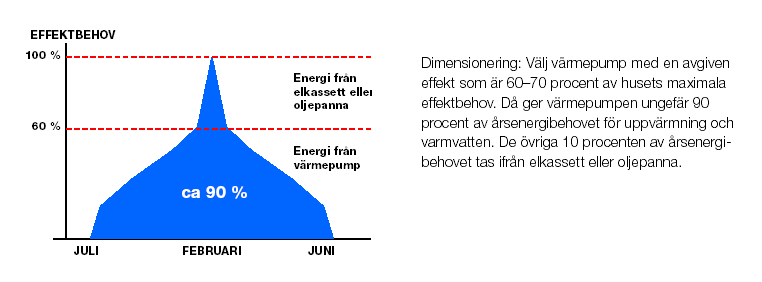 EFFEKTBEHOV
100 %
Energi från
elkassett eller
oljepanna
60 %
Energi från
värmepump
ca 90 %
JULI
FEBRUARI
JUNI
Dimensionering: Välj värmepump med en avgiven
effekt som är 60–70 procent av husets maximala
effektbehov. Då ger värmepumpen ungefär 90
procent av årsenergibehovet för uppvärmning och
varmvatten. De övriga 10 procenten av årsenergi-
behovet tas ifrån elkassett eller oljepanna.